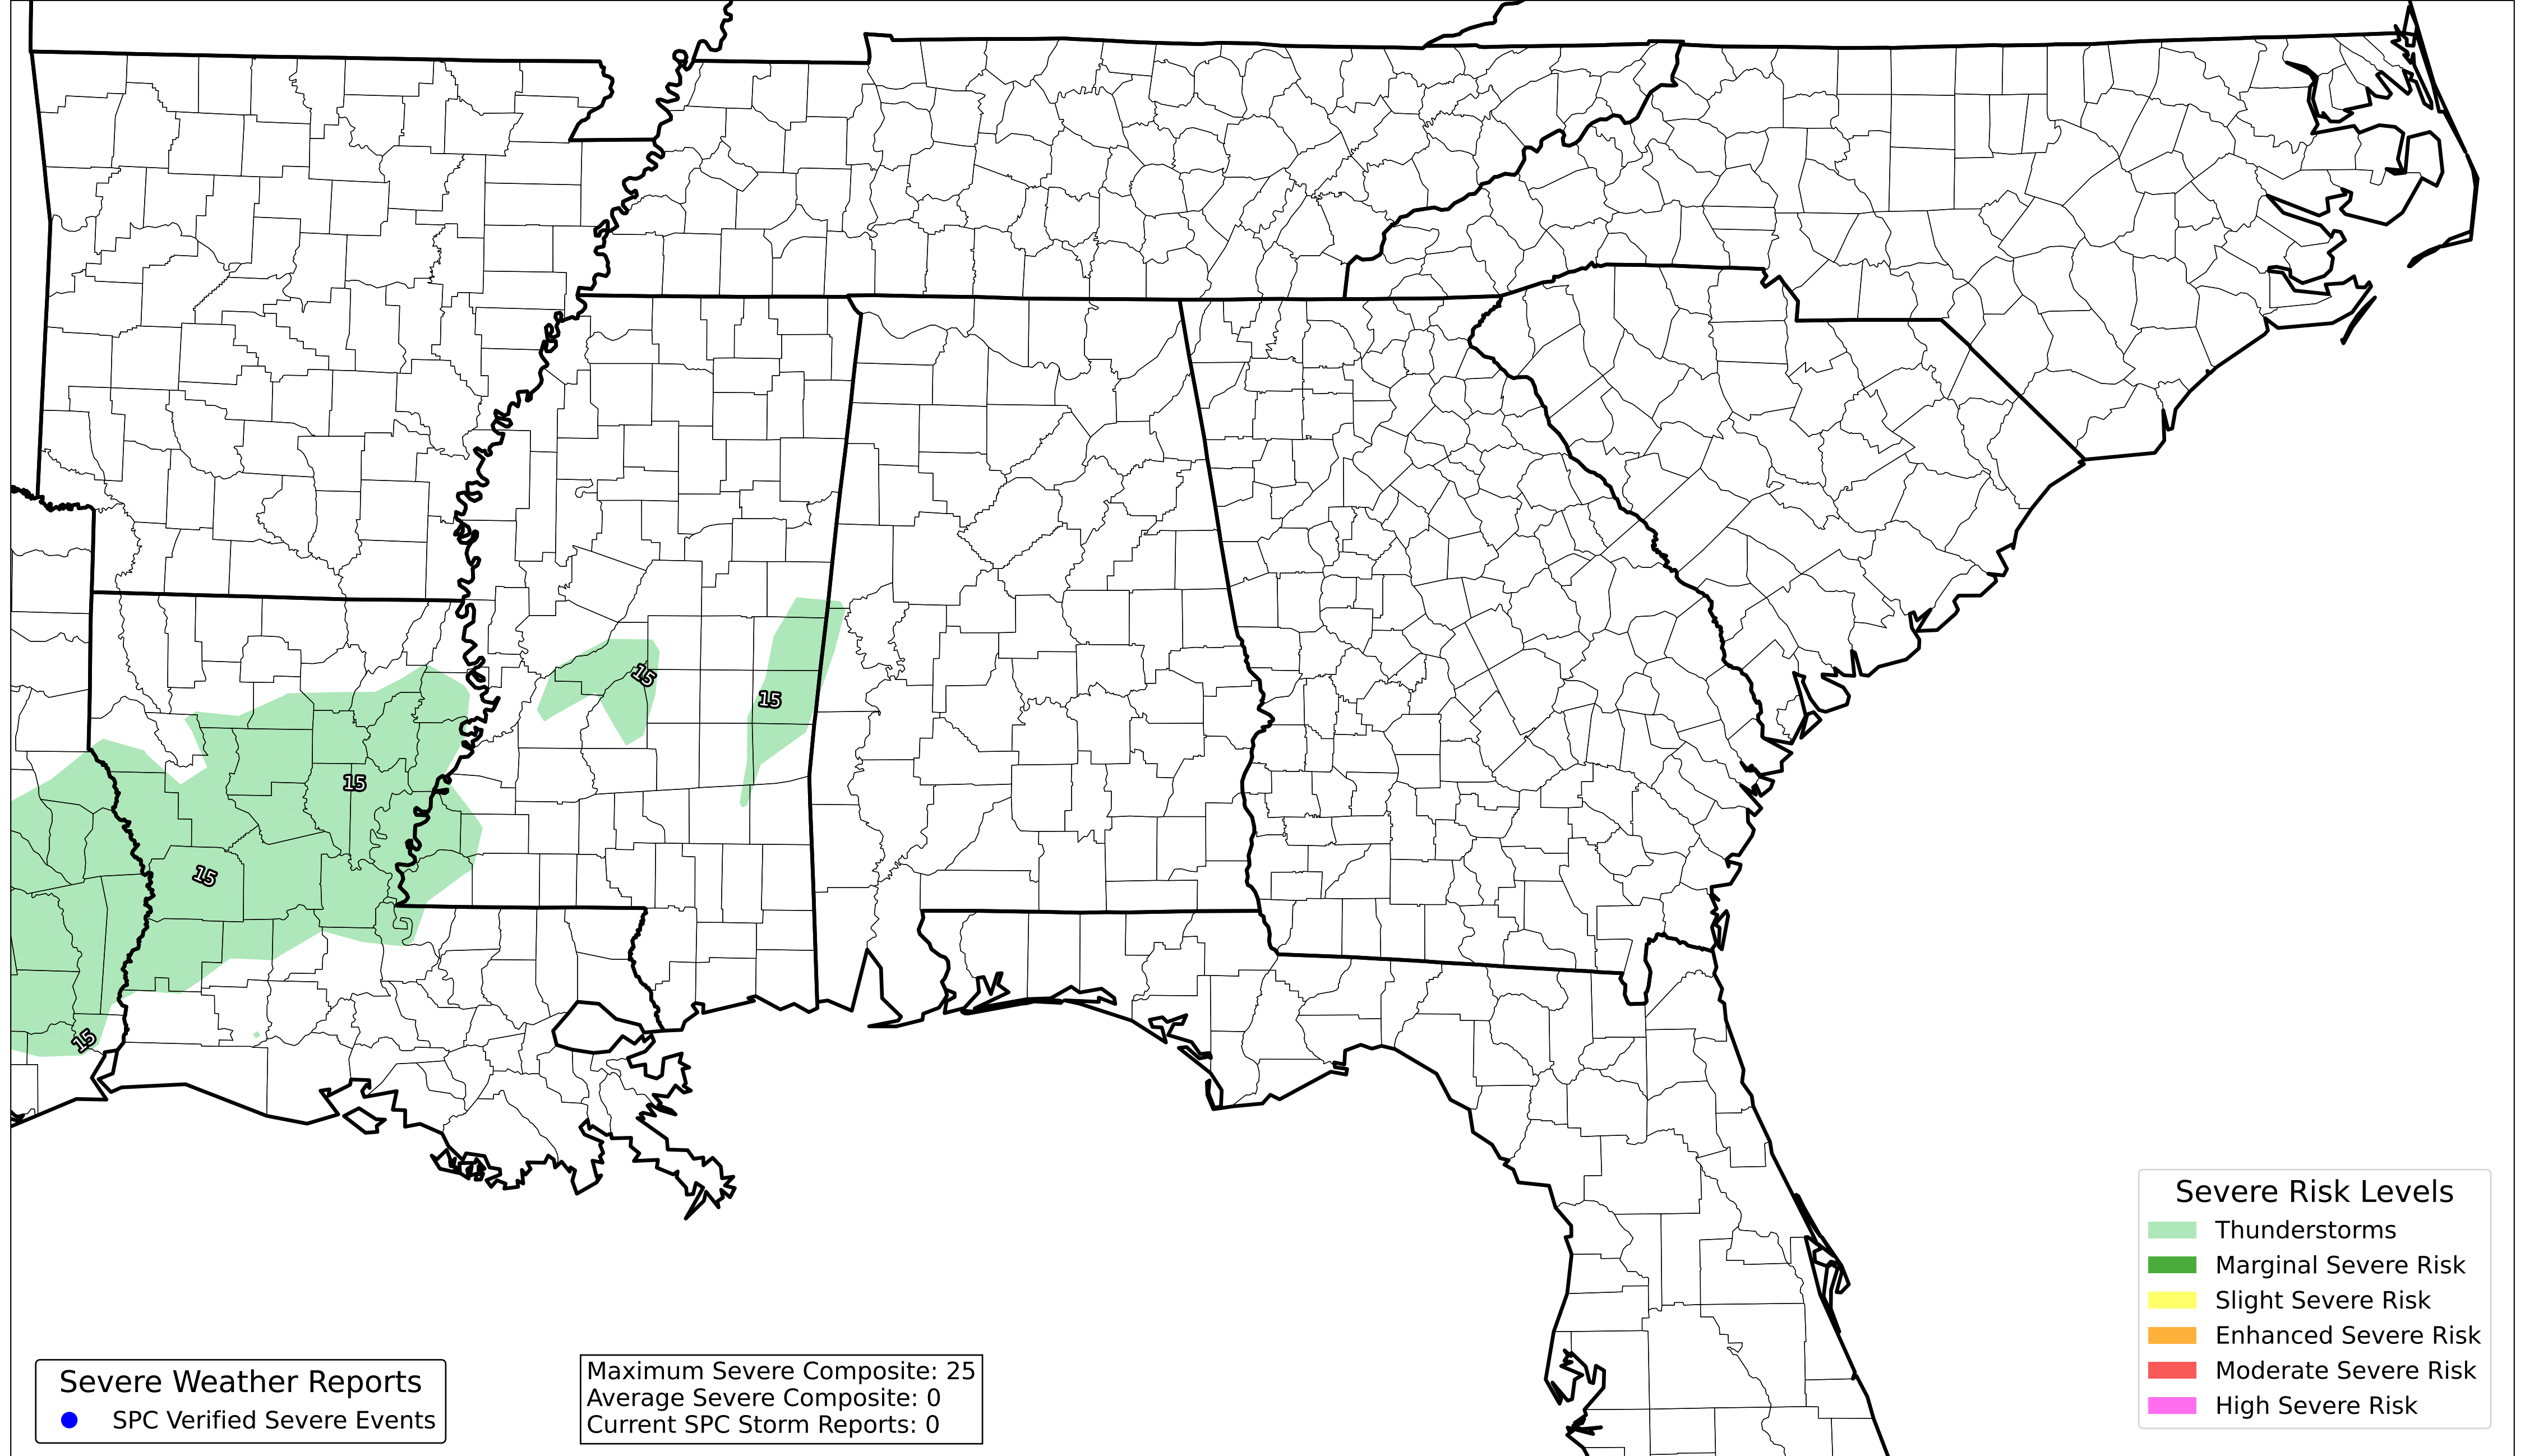 15
15
15
15
15
Severe Weather Reports
SPC Verified Severe Events
Maximum Severe Composite: 25
Average Severe Composite: 0
Current SPC Storm Reports: 0
Severe Risk Levels
Thunderstorms
Marginal Severe Risk
Slight Severe Risk
Enhanced Severe Risk
Moderate Severe Risk
High Severe Risk